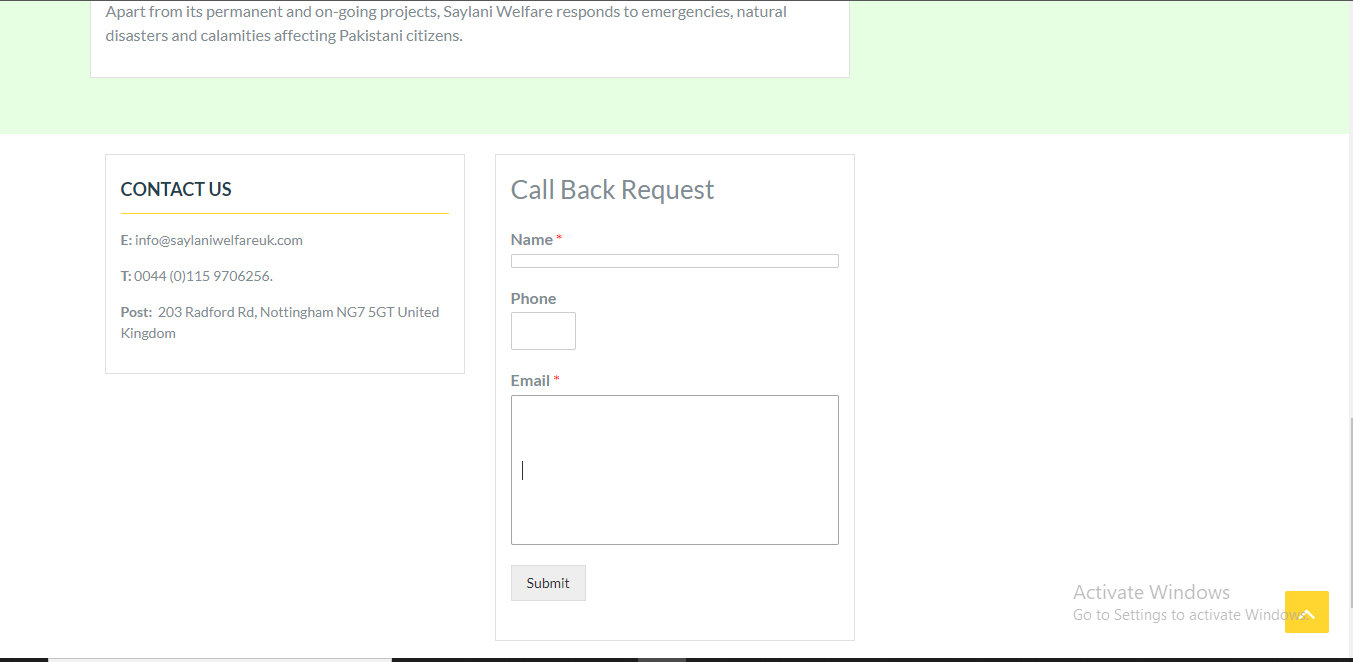 Apart from its permanent and on-going projects, Saylani Welfare responds to emergencies, natural
disasters and calamities affecting Pakistani citizens.
CONTACT US
E: info@saylaniwelfareuk.com
T: 0044 (0)115 9706256.
Post:  203 Radford Rd, Nottingham NG7 5GT United
Kingdom
Call Back Request
Name *
Phone
Email *
Submit
Activate Windows
Go to Settings to activate Windows.